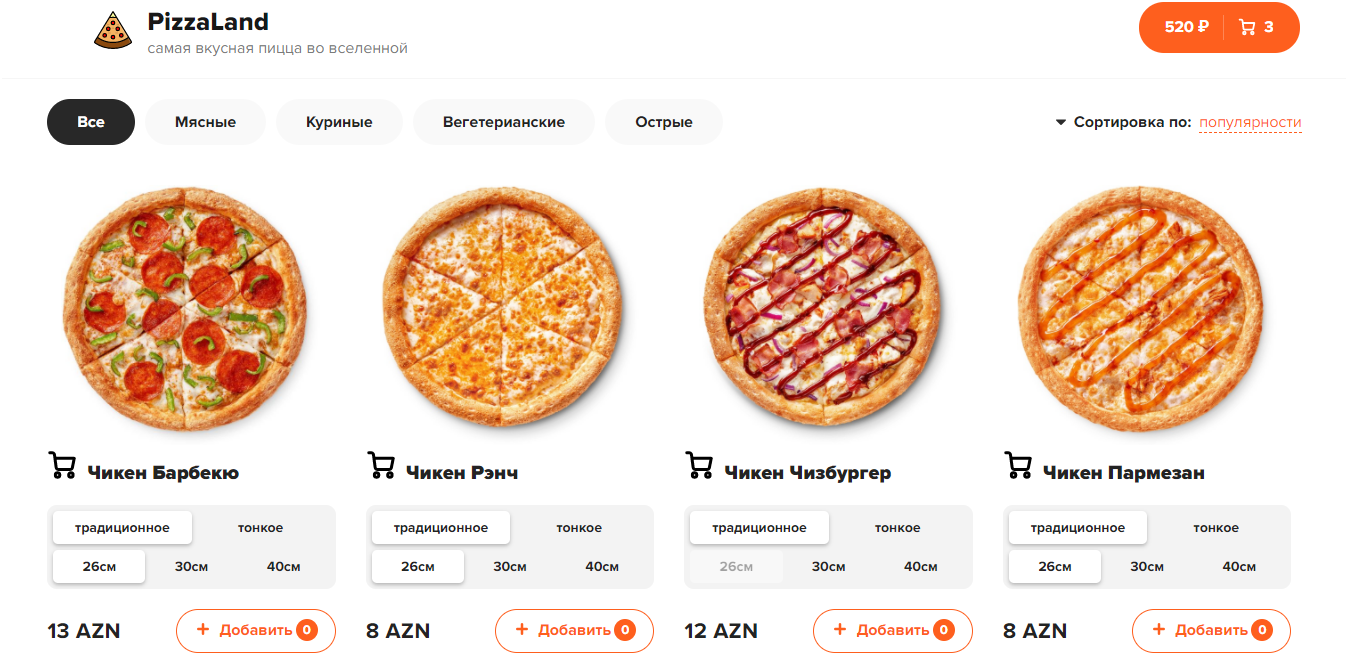 PizzaLand
самая вкусная пицца во вселенной
520 ₽ 3
Все Мясные Куриные Вегетерианские Острые
Сортировка по: популярности
Чикен Барбекю Чикен Рэнч Чикен Чизбургер Чикен Пармезан
традиционное тонкое традиционное тонкое традиционное тонкое традиционное тонкое
26см 30см 40см 26см 30см 40см 26см 30см 40см 26см 30см 40см
13 AZN + Добавить 0 8 AZN + Добавить 0 12 AZN + Добавить 0 8 AZN + Добавить 0